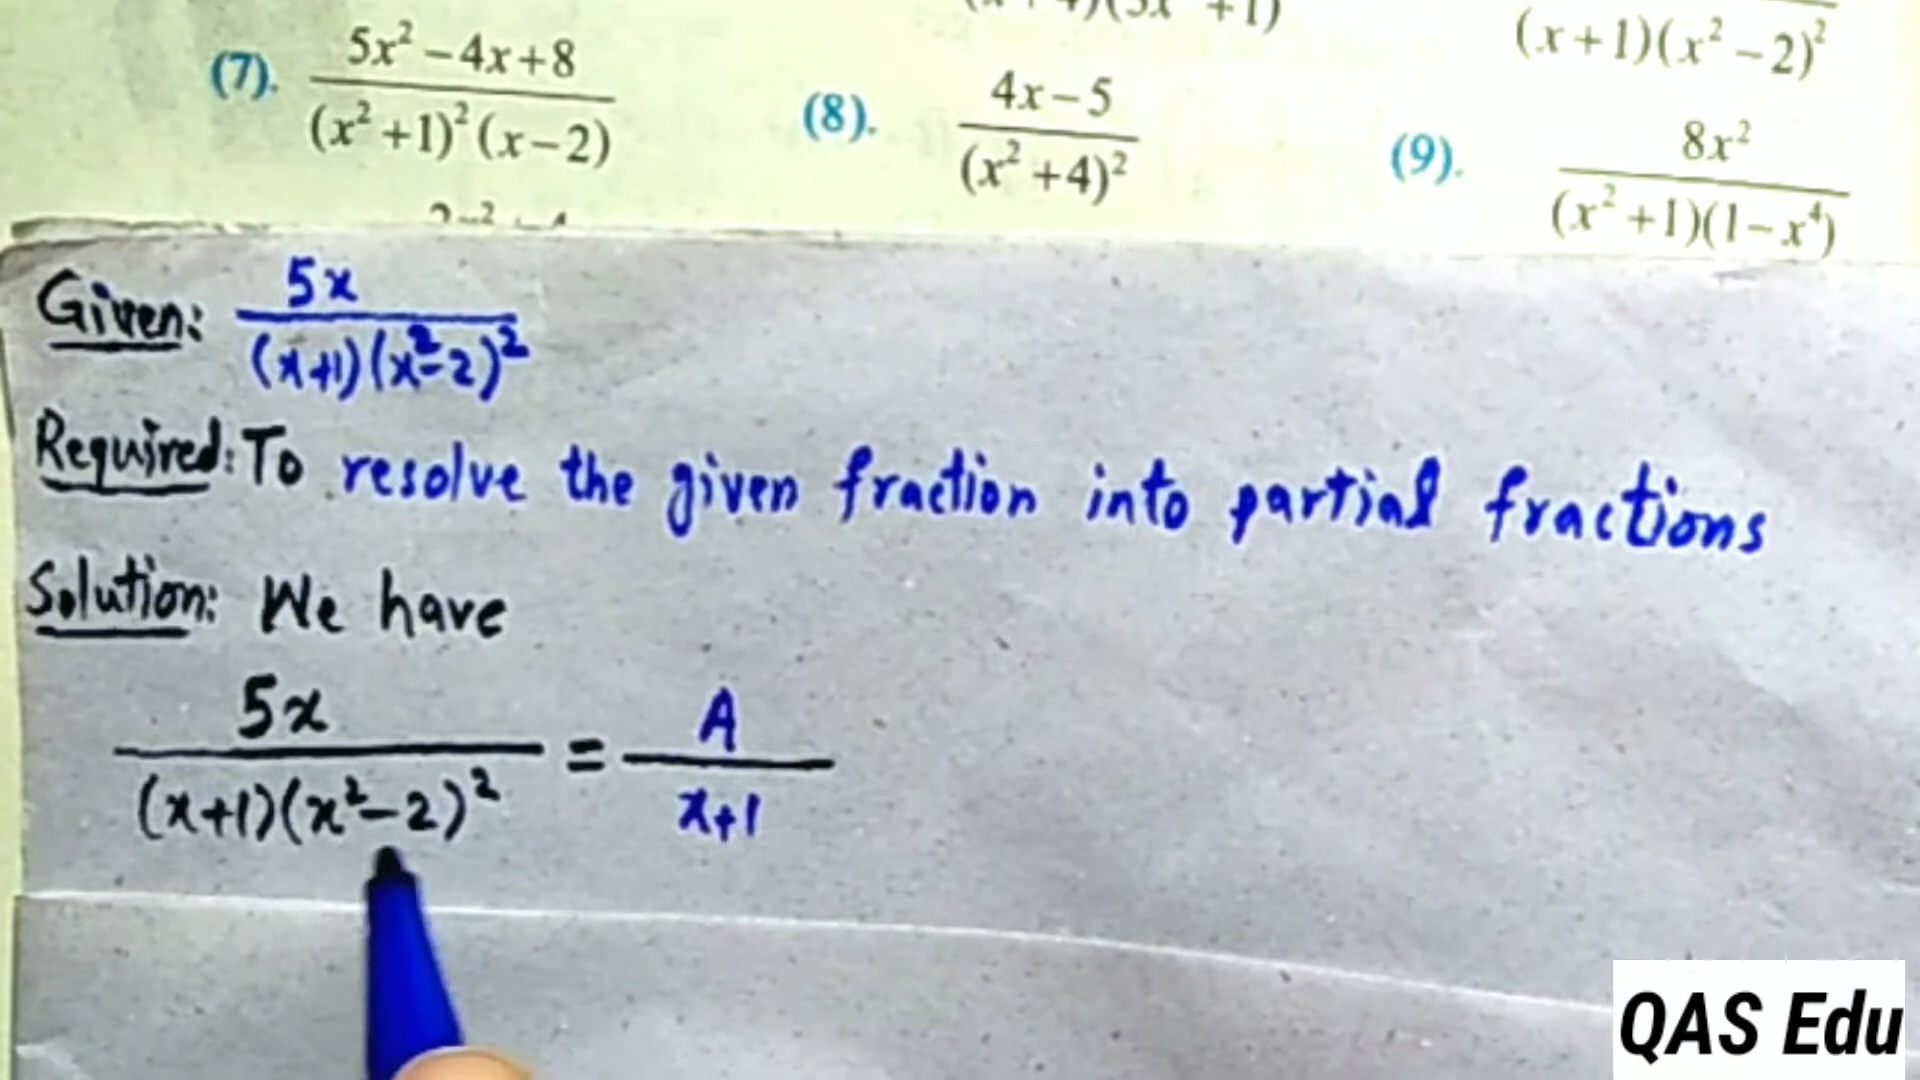 (x+1)(x²-2)²
(7). 5x²-4x+8 / (x²+1)²(x-2)
(8). 4x-5 / (x²+4)²
(9). 8x² / (x²+1)(1-x⁴)
Given: 5x / (x+1)(x²-2)²
Required: To resolve the given fraction into partial fractions
Solution: We have
5x / (x+1)(x²-2)² = A / x+1
QAS Edu